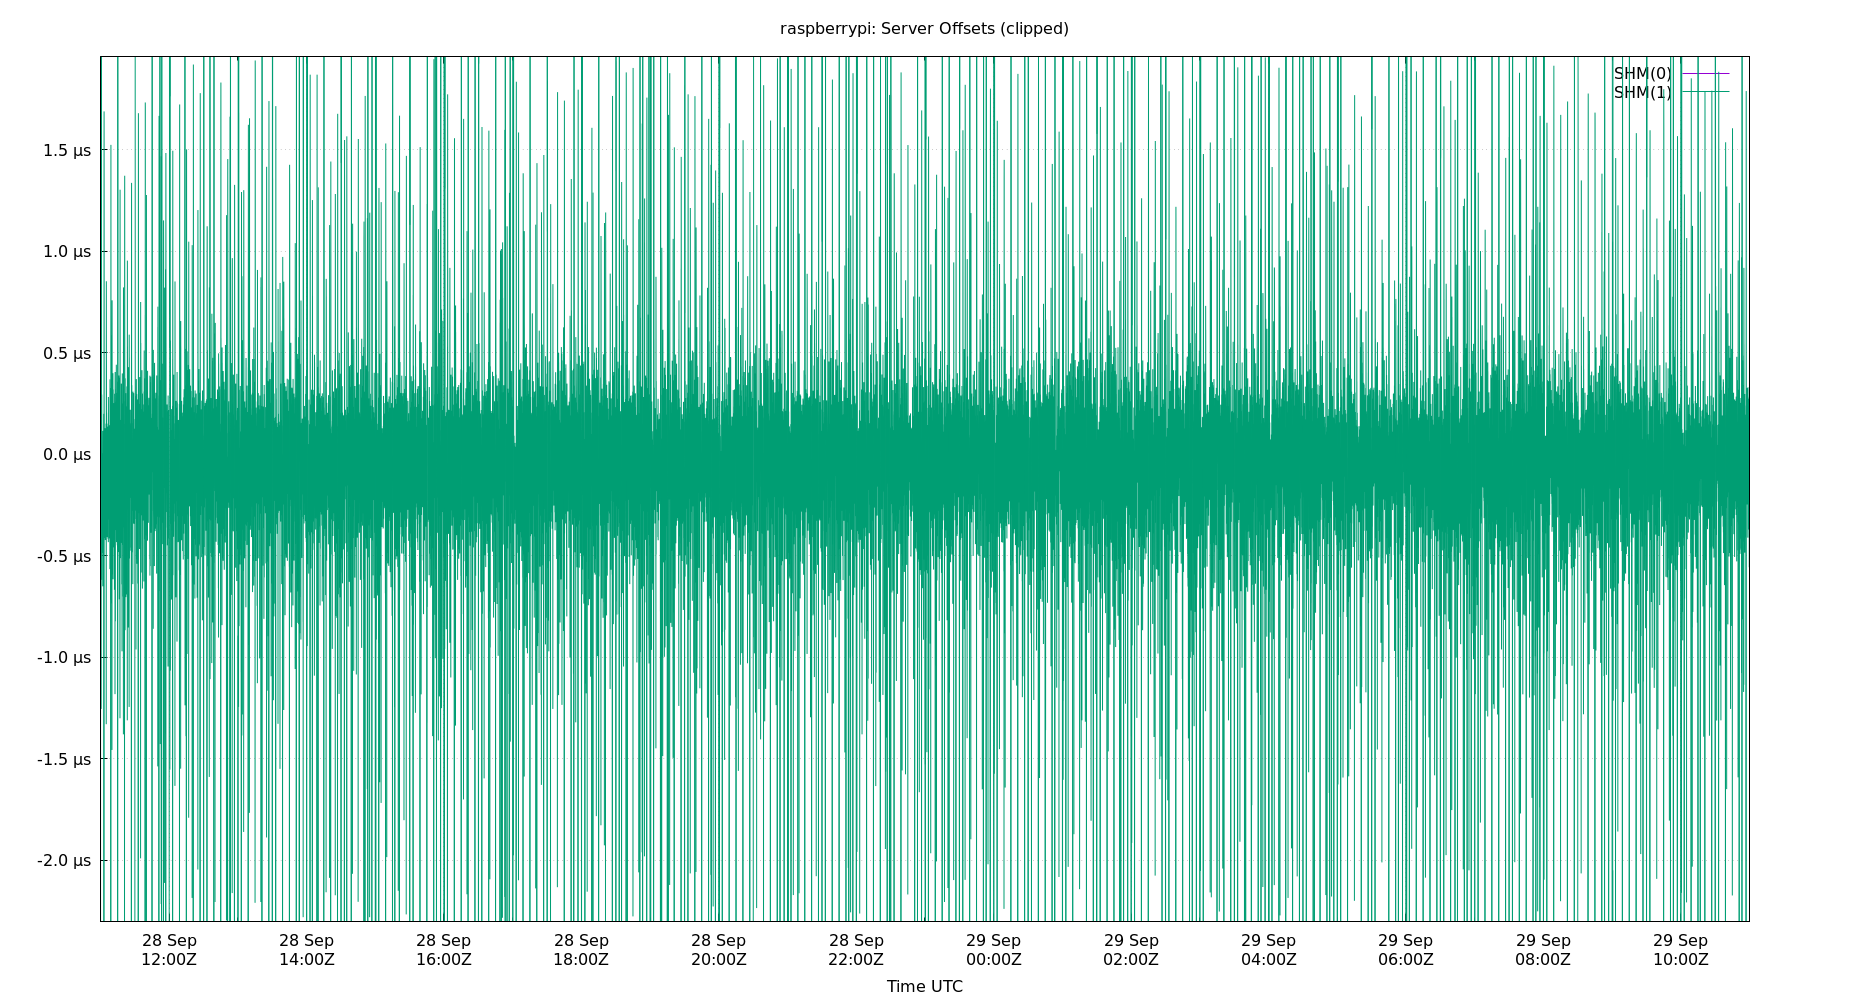 raspberrypi: Server Offsets (clipped)
SHM(0)
SHM(1)
1.5 µs
1.0 µs
0.5 µs
0.0 µs
-0.5 µs
-1.0 µs
-1.5 µs
-2.0 µs
28 Sep 28 Sep 28 Sep 28 Sep 28 Sep 28 Sep 29 Sep 29 Sep 29 Sep 29 Sep 29 Sep 29 Sep
12:00Z 14:00Z 16:00Z 18:00Z 20:00Z 22:00Z 00:00Z 02:00Z 04:00Z 06:00Z 08:00Z 10:00Z
Time UTC